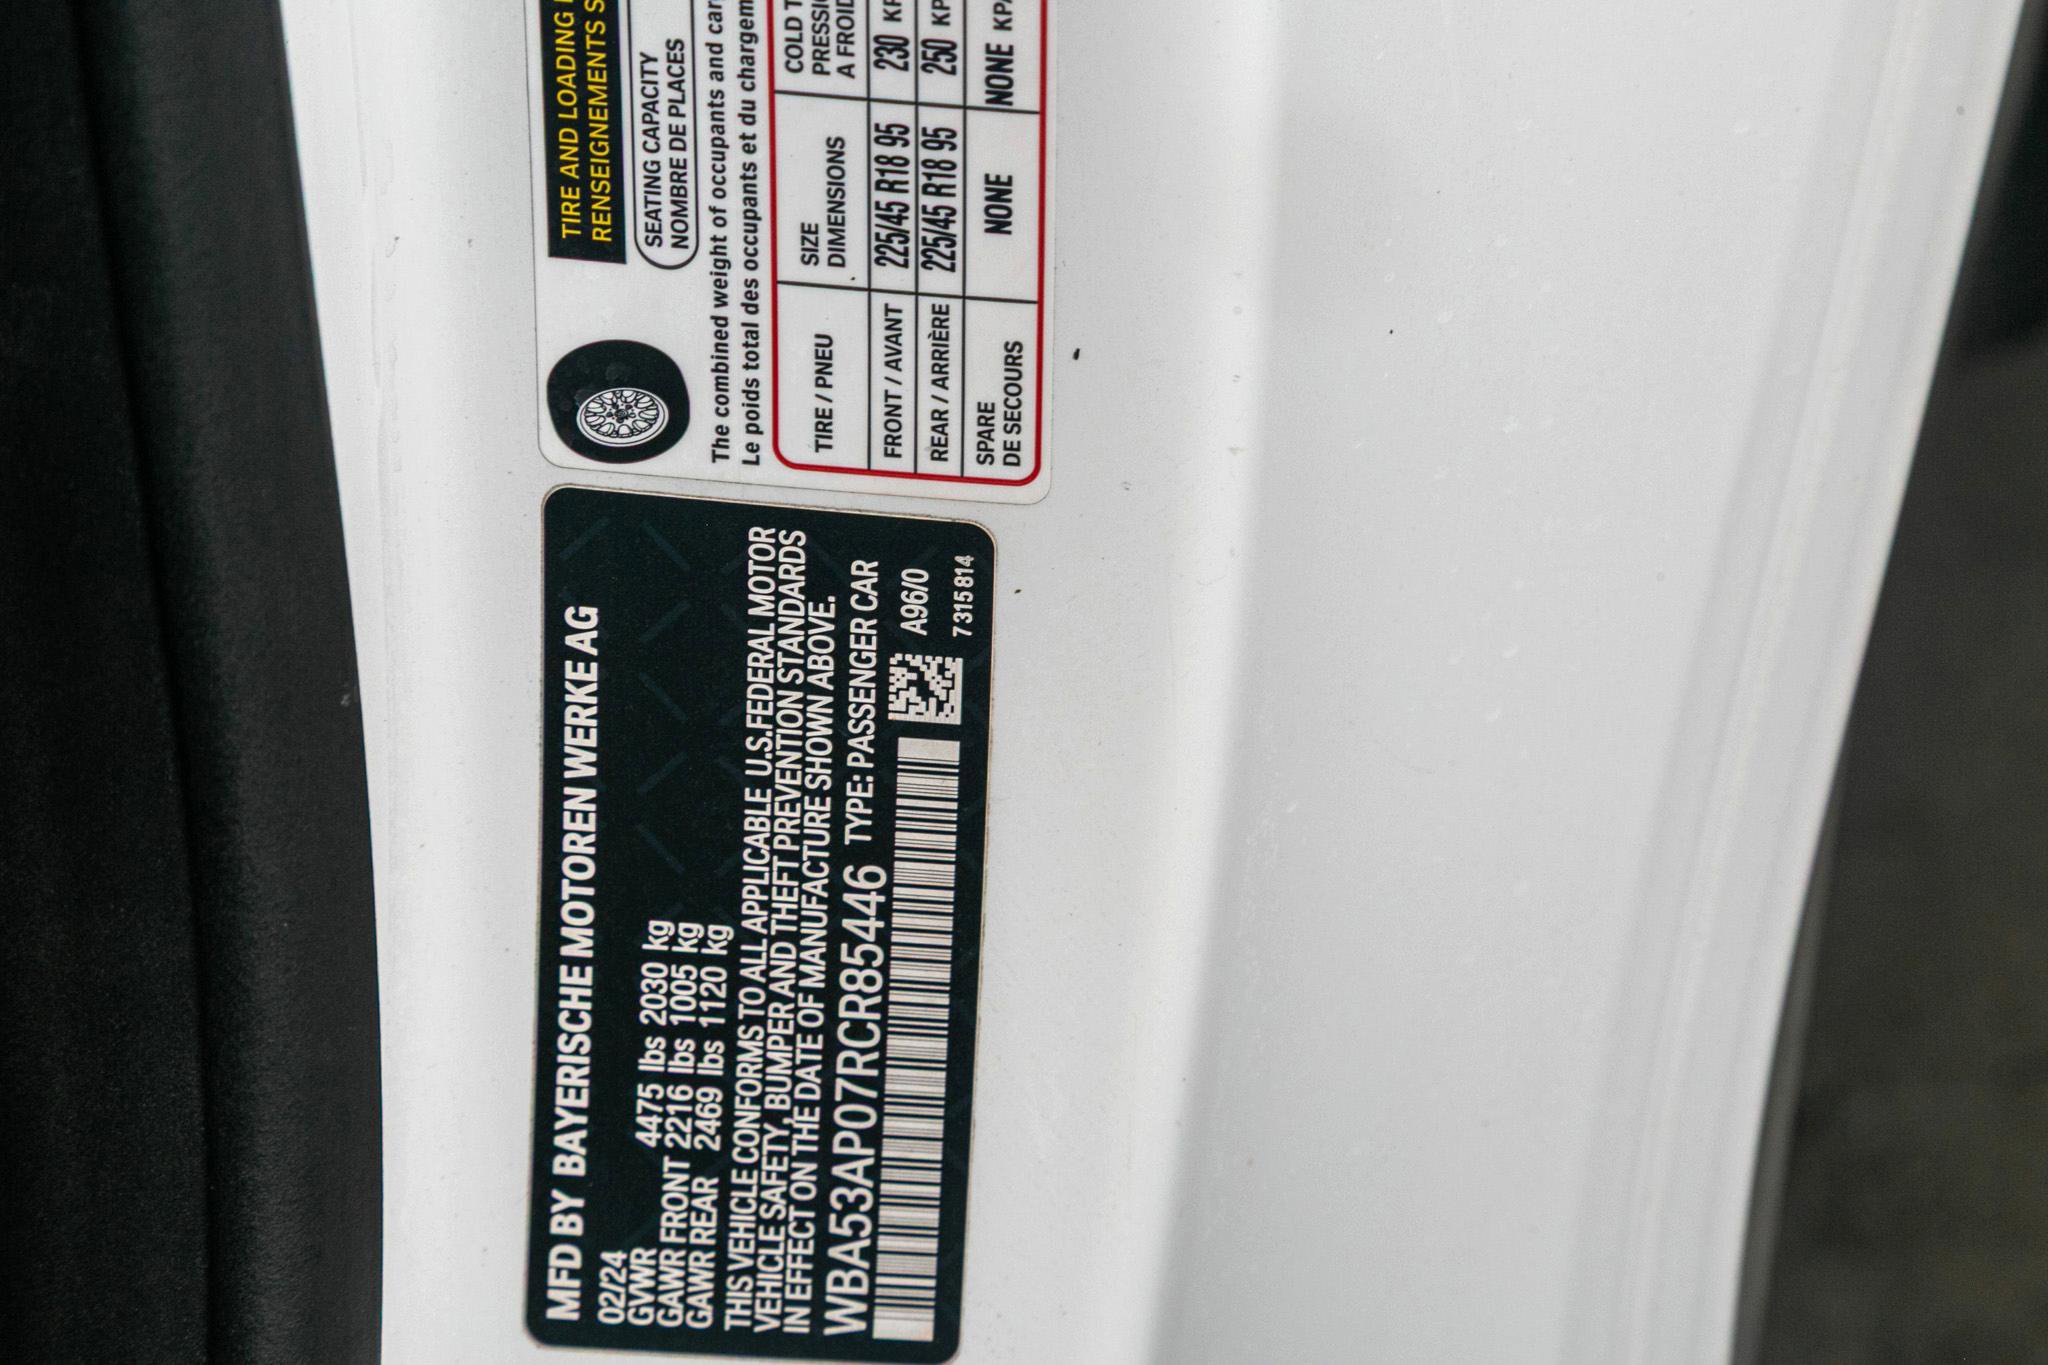 MFD BY BAYERISCHE MOTOREN WERKE AG
02/24
GVWR 4475 lbs 2030 kg
GAWR FRONT 2216 lbs 1005 kg
GAWR REAR 2469 lbs 1120 kg
THIS VEHICLE CONFORMS TO ALL APPLICABLE U.S.FEDERAL MOTOR
VEHICLE SAFETY, BUMPER AND THEFT PREVENTION STANDARDS
IN EFFECT ON THE DATE OF MANUFACTURE SHOWN ABOVE.
WBA53AP07RCR85446 TYPE: PASSENGER CAR
A96/0
7315814
TIRE AND LOADING
RENSEIGNEMENTS S
SEATING CAPACITY
NOMBRE DE PLACES
The combined weight of occupants and car
Le poids total des occupants et du chargem
TIRE / PNEU
SIZE
DIMENSIONS
COLD T
PRESSI
A FROID
FRONT / AVANT 225/45 R18 95 230 KP
REAR / ARRIÈRE 225/45 R18 95 250 KP
SPARE
DE SECOURS
NONE NONE KPA